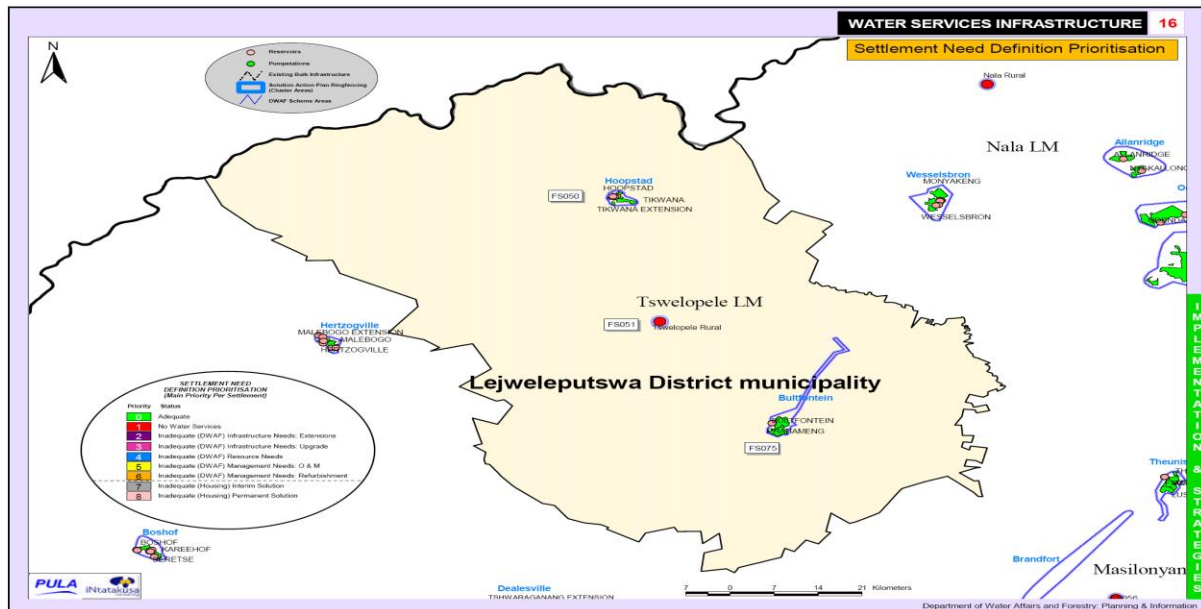 WATER SERVICES INFRASTRUCTURE 16
Settlement Need Definition Prioritisation
N
Reservoirs
Pumpstations
Existing Bulk Infrastructure
Solution Action Plan Ringfencing
(Cluster Areas)
DWAF Scheme Areas
Nala Rural
Nala LM
Allanridge
ALLANRIDGE
NYAKALLONG
Wesselsbron
MONYAKENG
WESSELSBRON
Hoopstad
HOOPSTAD
FS050
TIKWANA
TIKWANA EXTENSION
Tswelopele LM
FS051
Tswelopele Rural
Hertzogville
MALEBOGO EXTENSION
MALEBOGO
HERTZOGVILLE
Lejweleputswa District municipality
Bultfontein
BULTFONTEIN
PHAHAMENG
FS075
SETTLEMENT NEED
DEFINITION PRIORITISATION
(Main Priority Per Settlement)
Priority Status
0 Adequate
1 No Water Services
2 Inadequate (DWAF) Infrastructure Needs: Extensions
3 Inadequate (DWAF) Infrastructure Needs: Upgrade
4 Inadequate (DWAF) Resource Needs
5 Inadequate (DWAF) Management Needs: O & M
6 Inadequate (DWAF) Management Needs: Refurbishment
7 Inadequate (Housing) Interim Solution
8 Inadequate (Housing) Permanent Solution
Theunis
Boshof
BOSHOF
KAREEHOF
SERETSE
Brandfort
Masilonyan
PULA
iNtatakusa
Dealesville
TSHWARAGANANG EXTENSION
7 0 7 14 21 Kilometers
IMPLEMENTATION & STRATEGIES
Department of Water Affairs and Forestry: Planning & Information